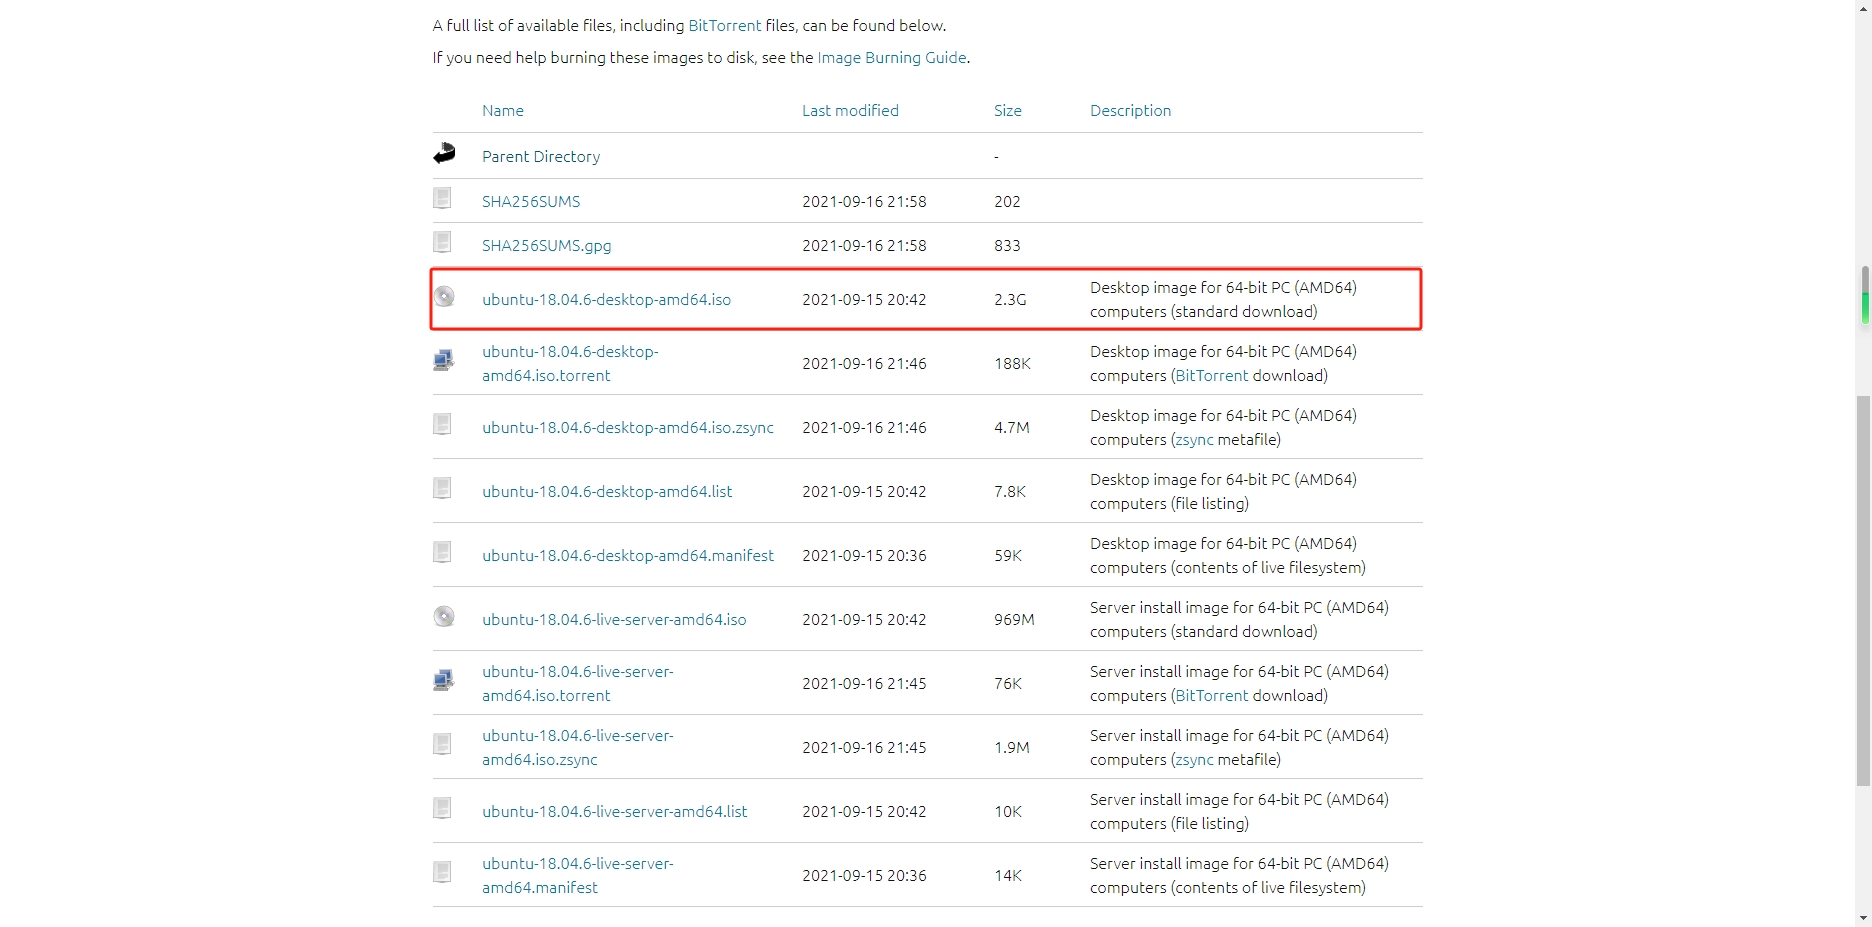 A full list of available files, including BitTorrent files, can be found below.
If you need help burning these images to disk, see the Image Burning Guide.
Name Last modified Size Description
Parent Directory -
SHA256SUMS 2021-09-16 21:58 202
SHA256SUMS.gpg 2021-09-16 21:58 833
ubuntu-18.04.6-desktop-amd64.iso 2021-09-15 20:42 2.3G Desktop image for 64-bit PC (AMD64)
computers (standard download)
ubuntu-18.04.6-desktop- 2021-09-16 21:46 188K Desktop image for 64-bit PC (AMD64)
amd64.iso.torrent computers (BitTorrent download)
ubuntu-18.04.6-desktop-amd64.iso.zsync 2021-09-16 21:46 4.7M Desktop image for 64-bit PC (AMD64)
computers (zsync metafile)
ubuntu-18.04.6-desktop-amd64.list 2021-09-15 20:42 7.8K Desktop image for 64-bit PC (AMD64)
computers (file listing)
ubuntu-18.04.6-desktop-amd64.manifest 2021-09-15 20:36 59K Desktop image for 64-bit PC (AMD64)
computers (contents of live filesystem)
ubuntu-18.04.6-live-server-amd64.iso 2021-09-15 20:42 969M Server install image for 64-bit PC (AMD64)
computers (standard download)
ubuntu-18.04.6-live-server- 2021-09-16 21:45 76K Server install image for 64-bit PC (AMD64)
amd64.iso.torrent computers (BitTorrent download)
ubuntu-18.04.6-live-server- 2021-09-16 21:45 1.9M Server install image for 64-bit PC (AMD64)
amd64.iso.zsync computers (zsync metafile)
ubuntu-18.04.6-live-server-amd64.list 2021-09-15 20:42 10K Server install image for 64-bit PC (AMD64)
computers (file listing)
ubuntu-18.04.6-live-server- 2021-09-15 20:36 14K Server install image for 64-bit PC (AMD64)
amd64.manifest computers (contents of live filesystem)